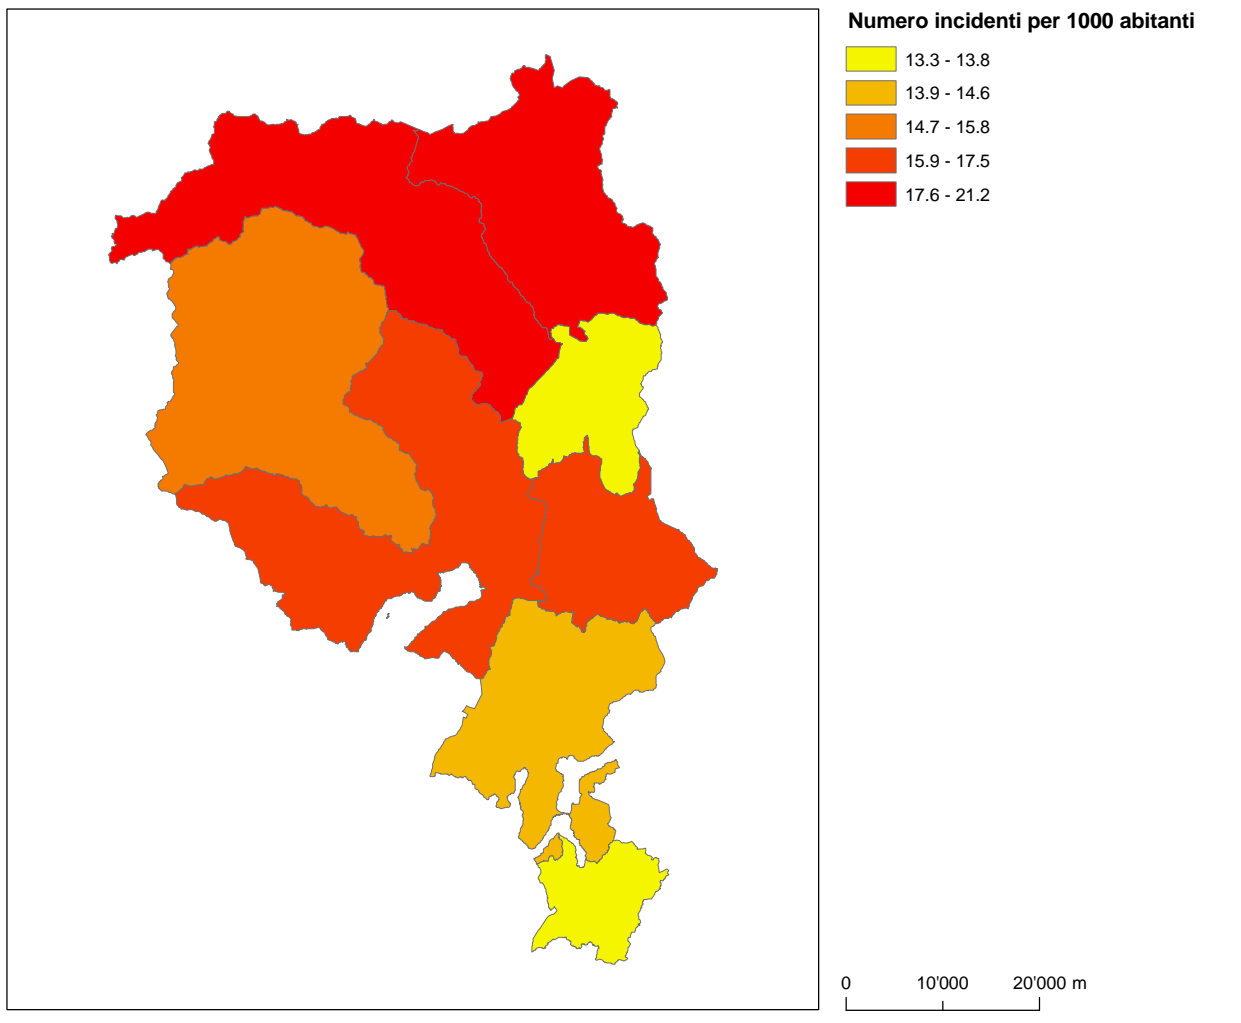 Numero incidenti per 1000 abitanti
13.3 - 13.8
13.9 - 14.6
14.7 - 15.8
15.9 - 17.5
17.6 - 21.2
0 10'000 20'000 m